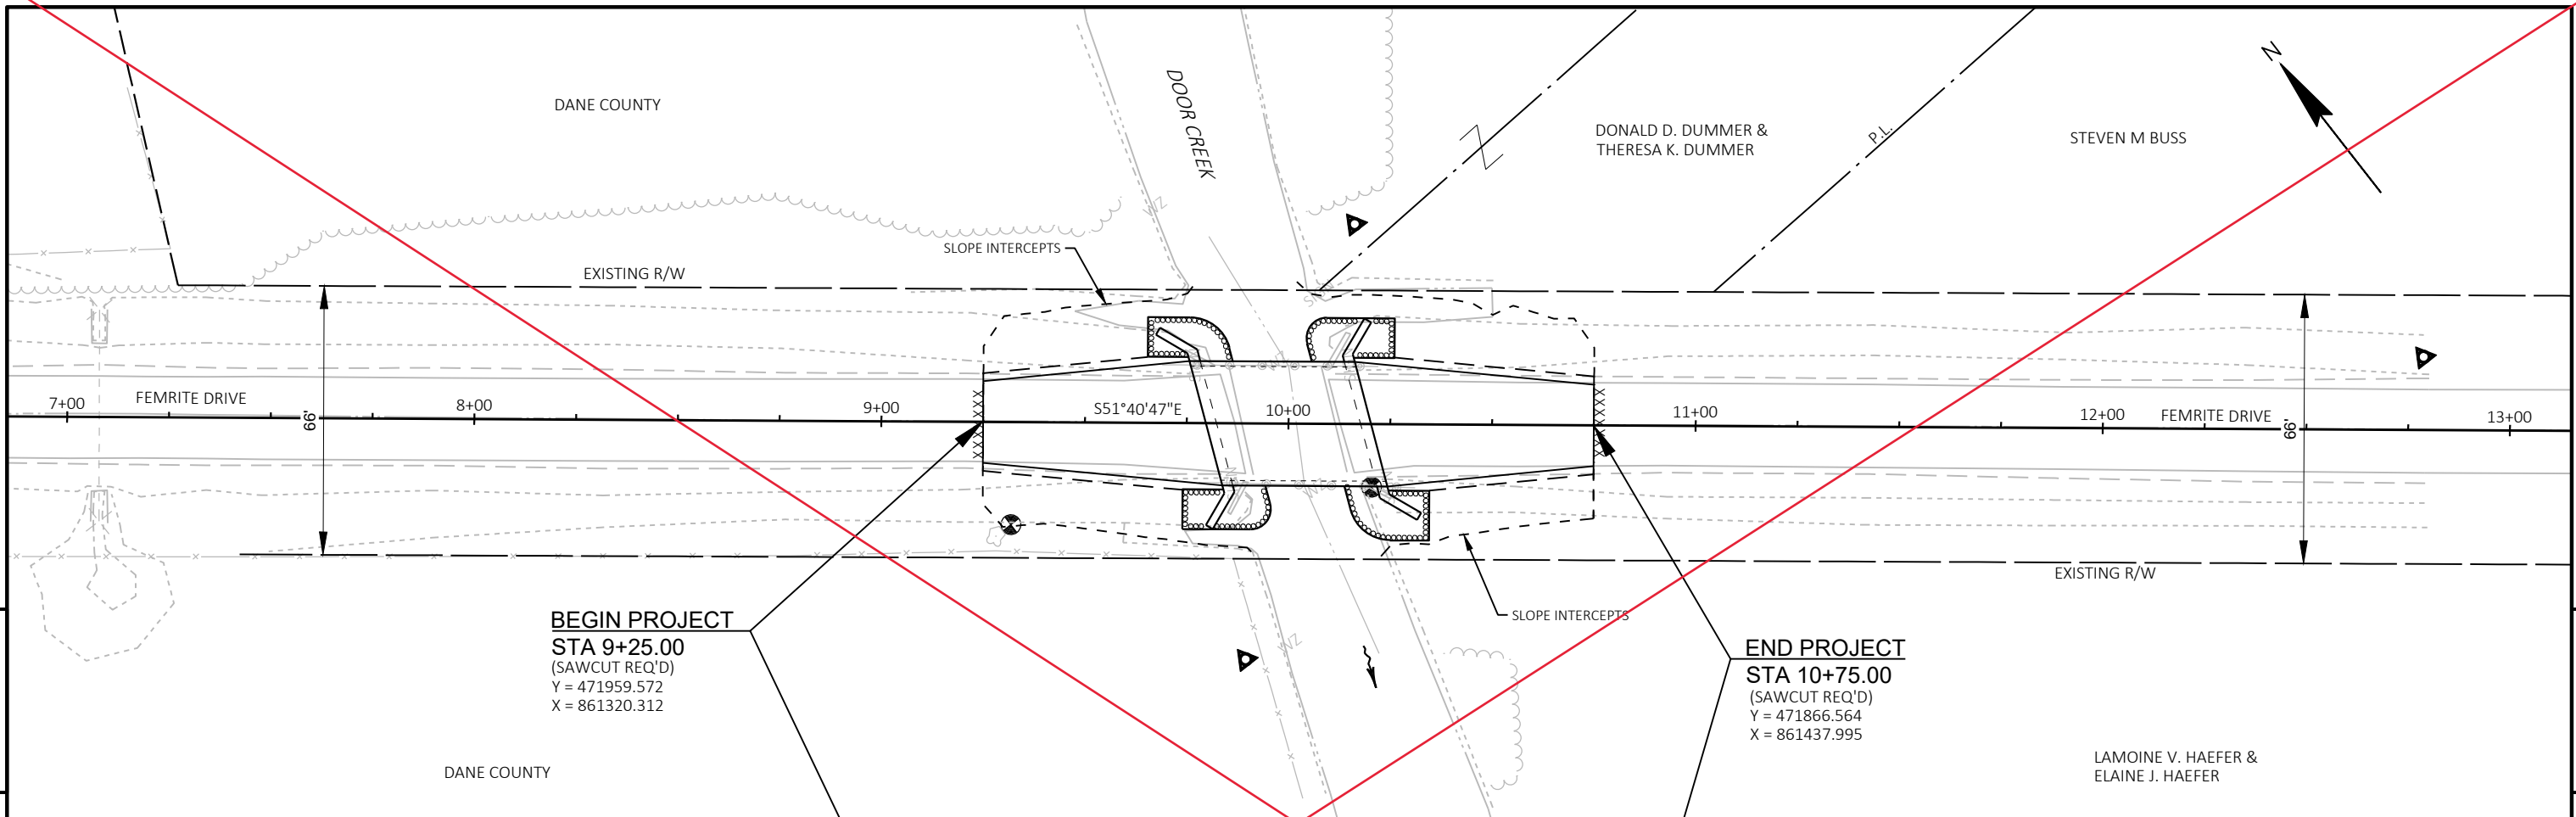 DANE COUNTY
DOOR CREEK
DONALD D. DUMMER &
THERESA K. DUMMER
P.L.
STEVEN M BUSS
N
SLOPE INTERCEPTS
EXISTING R/W
FEMRITE DRIVE
7+00
8+00
9+00
S51°40'47"E
10+00
11+00
12+00
FEMRITE DRIVE
13+00
66'
66'
EXISTING R/W
SLOPE INTERCEPTS
BEGIN PROJECT
STA 9+25.00
(SAWCUT REQ'D)
Y = 471959.572
X = 861320.312
END PROJECT
STA 10+75.00
(SAWCUT REQ'D)
Y = 471866.564
X = 861437.995
DANE COUNTY
LAMOINE V. HAEFER &
ELAINE J. HAEFER